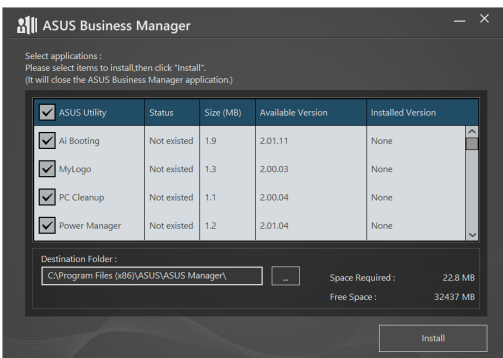 ASUS Business Manager
Select applications :
Please select items to install,then click "Install".
(It will close the ASUS Business Manager application.)
ASUS Utility Status Size (MB) Available Version Installed Version
Ai Booting Not existed 1.9 2.01.11 None
MyLogo Not existed 1.3 2.00.03 None
PC Cleanup Not existed 1.1 2.00.04 None
Power Manager Not existed 1.2 2.01.04 None
Destination Folder :
C:\Program Files (x86)\ASUS\ASUS Manager\ ...
Space Required : 22.8 MB
Free Space : 32437 MB
Install